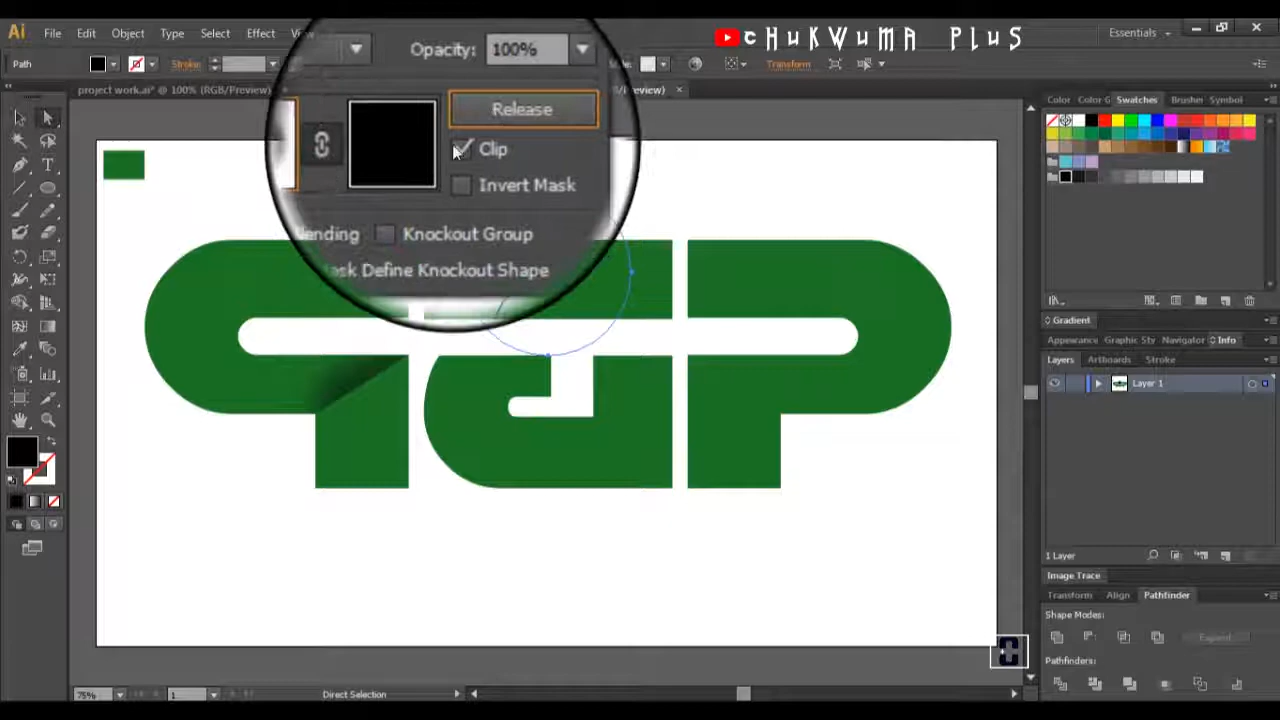 Ai File Edit Object Type Select Effect
CHUKWUMA PLUS
Essentials
Path Stroke: Transform
project work.ai* @ 100% (RGB/Preview)
Opacity: 100%
Release
Clip
Invert Mask
Knockout Group
Mask Define Knockout Shape
Color Color G Swatches Brushes Symbol
Gradient
Appearance Graphic Sty Navigator Info
Layers Artboards Stroke
Layer 1
1 Layer
Image Trace
Transform Align Pathfinder
Shape Modes:
Expand
Pathfinders:
75% 1 Direct Selection